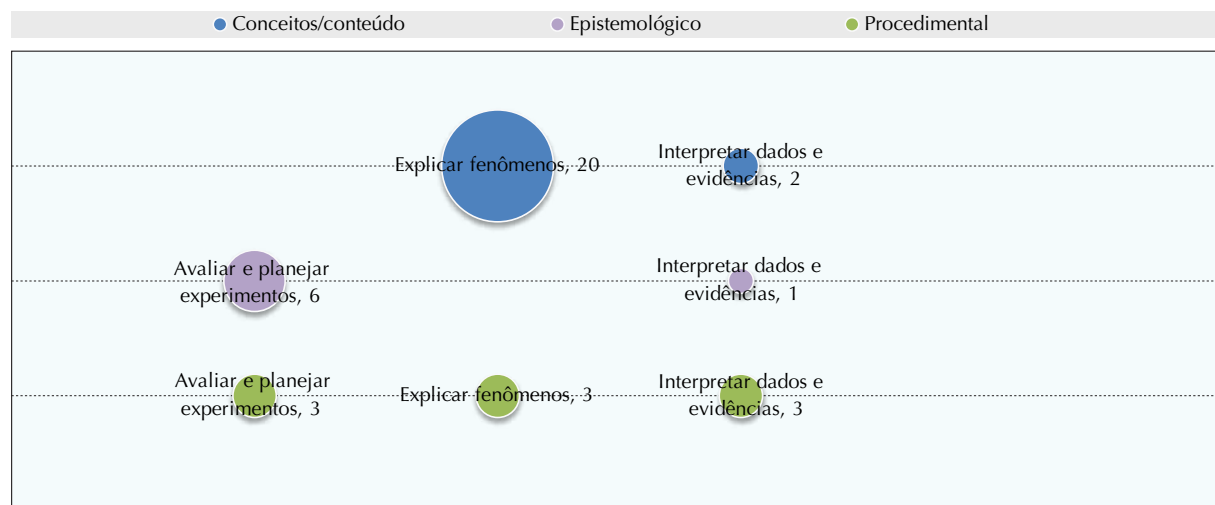 Conceitos/conteúdo
Epistemológico
Procedimental
Explicar fenômenos, 20
Interpretar dados e
evidências, 2
Avaliar e planejar
experimentos, 6
Interpretar dados e
evidências, 1
Avaliar e planejar
experimentos, 3
Explicar fenômenos, 3
Interpretar dados e
evidências, 3